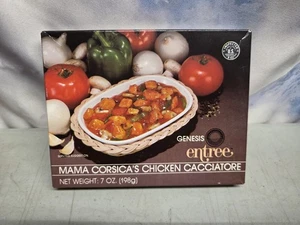 GENESIS
entree
MAMA CORSICA'S CHICKEN CACCIATORE
NET WEIGHT: 7 OZ. (198g)